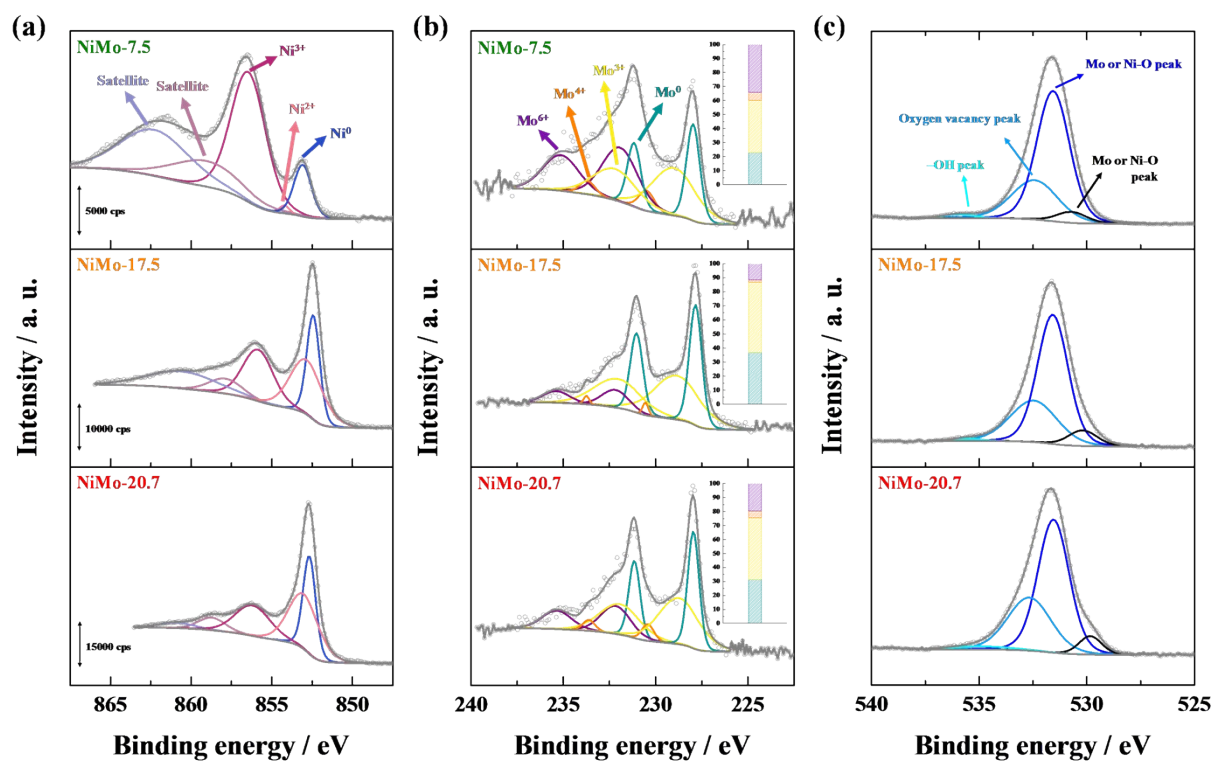 (a)
NiMo-7.5
Satellite
Satellite
Ni3+
Ni2+
Ni0
5000 cps
NiMo-17.5
10000 cps
NiMo-20.7
15000 cps
865
860
855
850
Binding energy / eV
Intensity / a. u.
(b)
NiMo-7.5
Mo6+
Mo4+
Mo3+
Mo0
100
90
80
70
60
50
40
30
20
10
0
NiMo-17.5
100
90
80
70
60
50
40
30
20
10
0
NiMo-20.7
100
90
80
70
60
50
40
30
20
10
0
240
235
230
225
Binding energy / eV
Intensity / a. u.
(c)
Mo or Ni-O peak
Oxygen vacancy peak
–OH peak
Mo or Ni-O
peak
NiMo-17.5
NiMo-20.7
540
535
530
525
Binding energy / eV
Intensity / a. u.